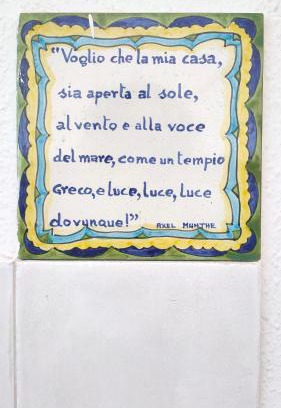 "Voglio che la mia casa,
sia aperta al sole,
al vento e alla voce
del mare, come un tempio
Greco, e luce, luce, luce
dovunque!"
AXEL MUNTHE